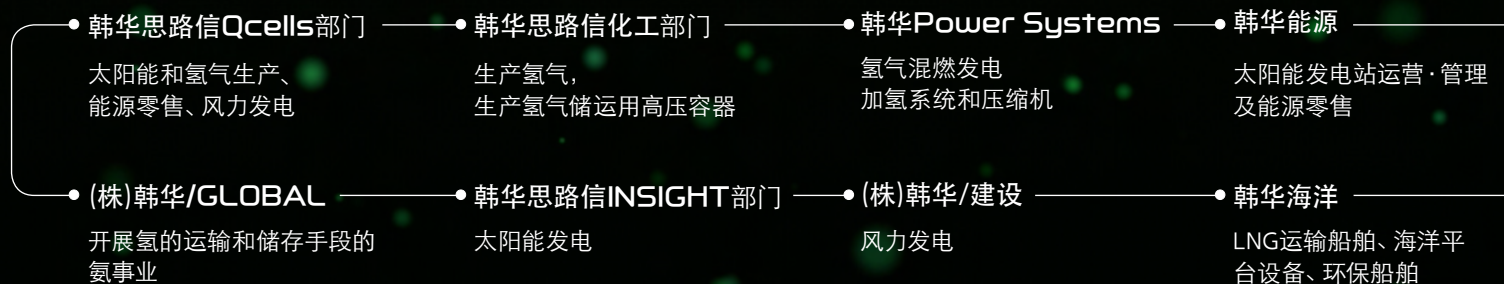 韩华思路信Qcells部门
太阳能和氢气生产、
能源零售、风力发电
韩华思路信化工部门
生产氢气,
生产氢气储运用高压容器
韩华Power Systems
氢气混燃发电
加氢系统和压缩机
韩华能源
太阳能发电站运营·管理
及能源零售
(株)韩华/GLOBAL
开展氢的运输和储存手段的
氨事业
韩华思路信INSIGHT部门
太阳能发电
(株)韩华/建设
风力发电
韩华海洋
LNG运输船舶、海洋平
台设备、环保船舶